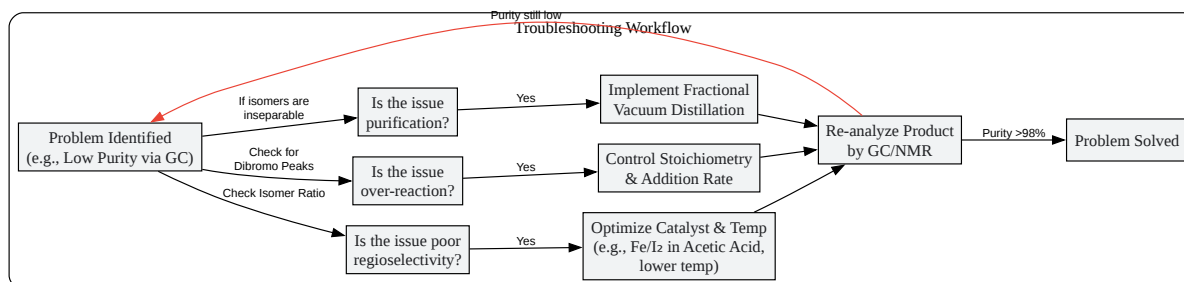 Purity still low
Troubleshooting Workflow
Problem Identified
(e.g., Low Purity via GC)
If isomers are
inseparable
Is the issue
purification?
Yes
Implement Fractional
Vacuum Distillation
Check for
Dibromo Peaks
Is the issue
over-reaction?
Yes
Control Stoichiometry
& Addition Rate
Check Isomer Ratio
Is the issue poor
regioselectivity?
Yes
Optimize Catalyst & Temp
(e.g., Fe/I₂ in Acetic Acid,
lower temp)
Re-analyze Product
by GC/NMR
Purity >98%
Problem Solved